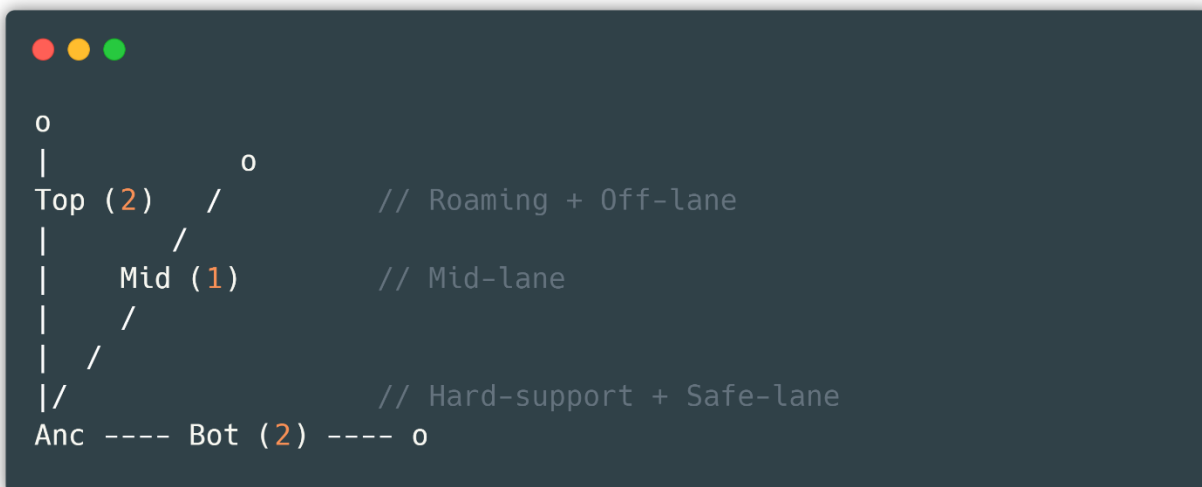 o
|            o
Top (2)   /         // Roaming + Off-lane
|       /
|    Mid (1)        // Mid-lane
|    /
|  /
|/                  // Hard-support + Safe-lane
Anc ---- Bot (2) ---- o